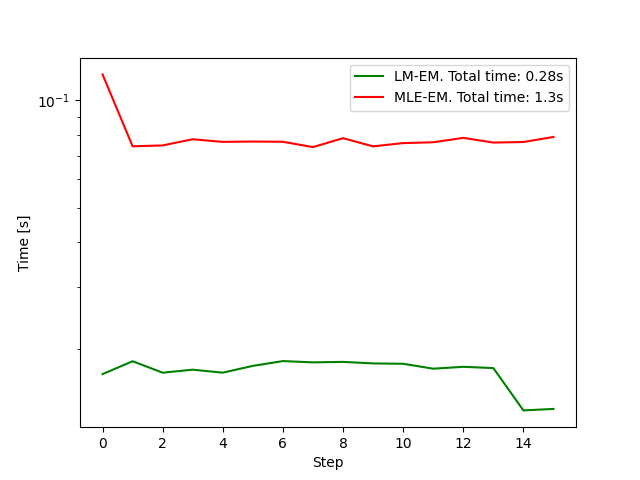 LM-EM. Total time: 0.28s
MLE-EM. Total time: 1.3s
10⁻¹
Time [s]
0 2 4 6 8 10 12 14
Step